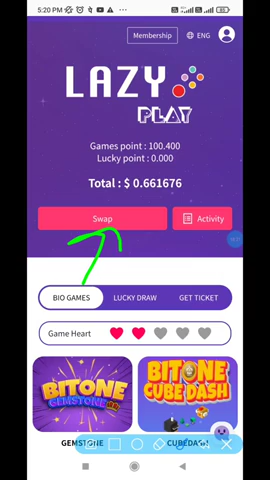 5:20 PM
Membership
ENG
LAZY
PLAY
Games point : 100.400
Lucky point : 0.000
Total : $ 0.661676
Swap
Activity
BIO GAMES
LUCKY DRAW
GET TICKET
Game Heart
BITONE
GEMSTONE
BITONE
CUBE DASH
GEMSTONE
CUBEDASH